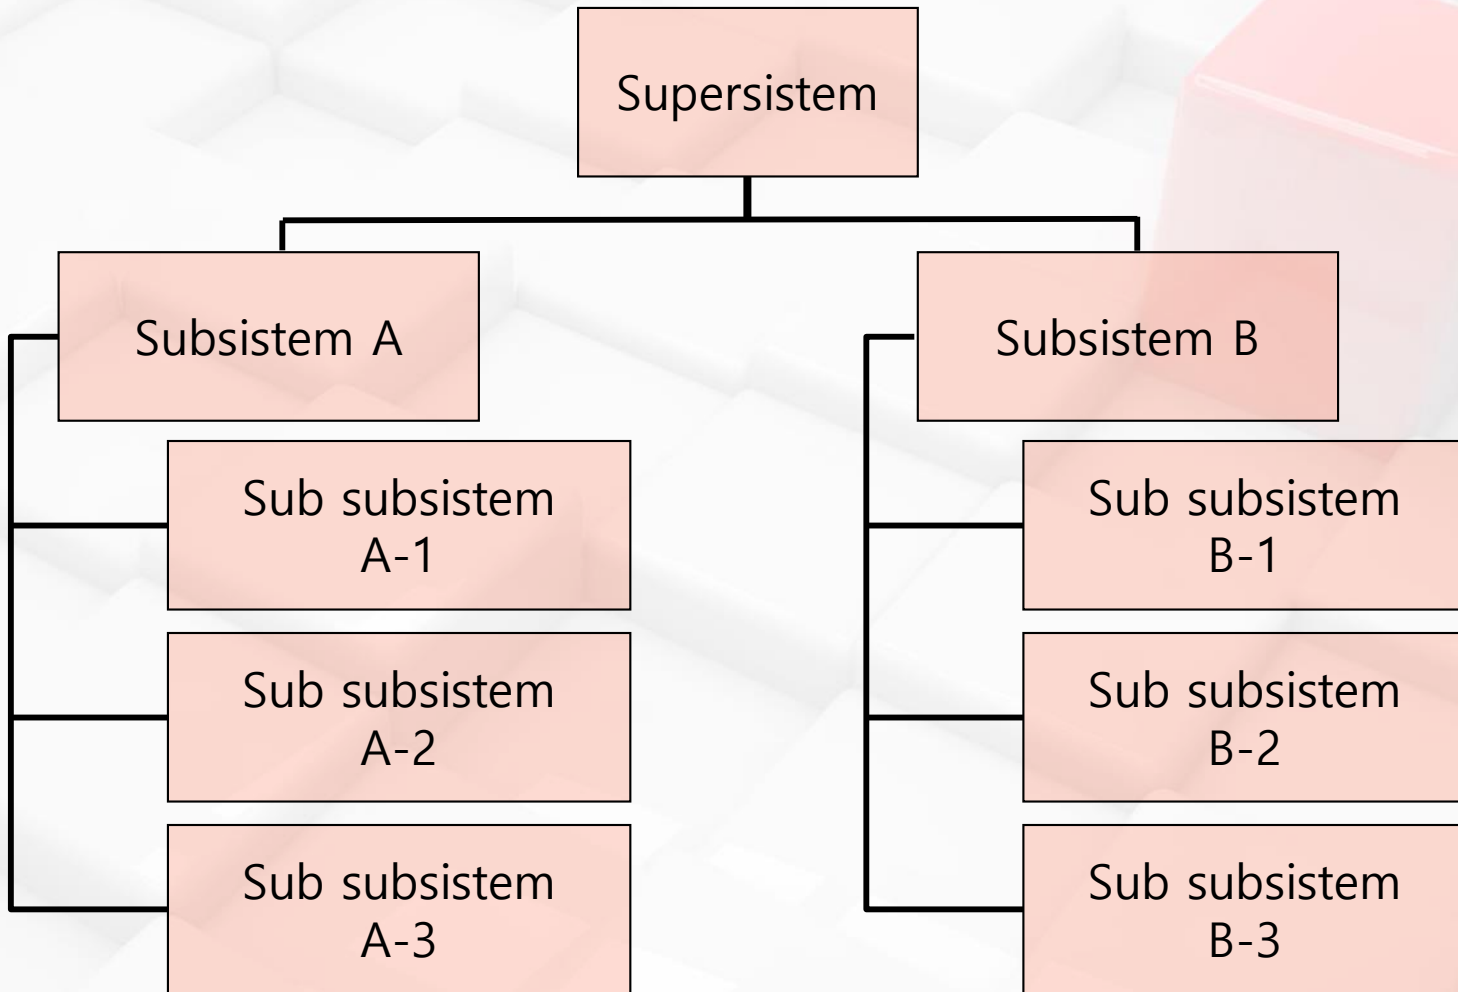 Supersistem
Subsistem A
Sub subsistem
A-1
Sub subsistem
A-2
Sub subsistem
A-3
Subsistem B
Sub subsistem
B-1
Sub subsistem
B-2
Sub subsistem
B-3